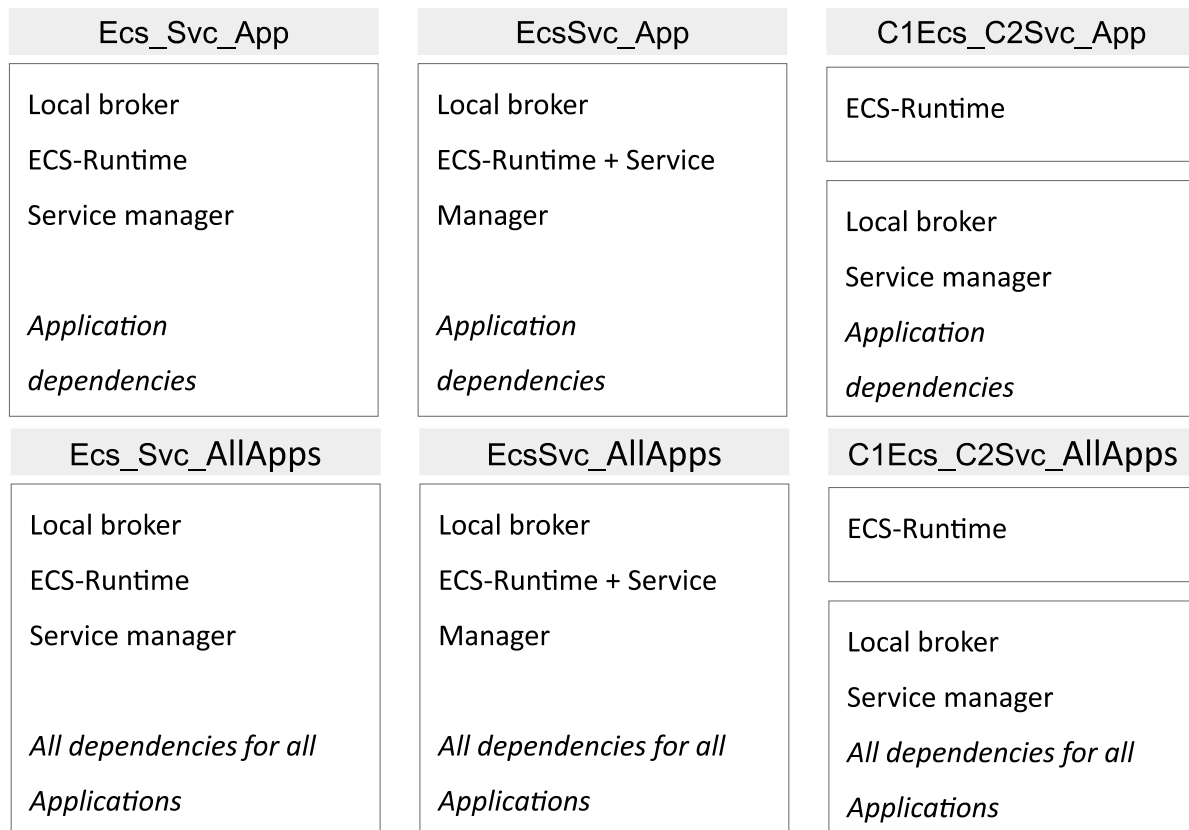 Ecs_Svc_App
Local broker
ECS-Runtime
Service manager
Application
dependencies
EcsSvc_App
Local broker
ECS-Runtime + Service
Manager
Application
dependencies
C1Ecs_C2Svc_App
ECS-Runtime
Local broker
Service manager
Application
dependencies
Ecs_Svc_AllApps
Local broker
ECS-Runtime
Service manager
All dependencies for all
Applications
EcsSvc_AllApps
Local broker
ECS-Runtime + Service
Manager
All dependencies for all
Applications
C1Ecs_C2Svc_AllApps
ECS-Runtime
Local broker
Service manager
All dependencies for all
Applications